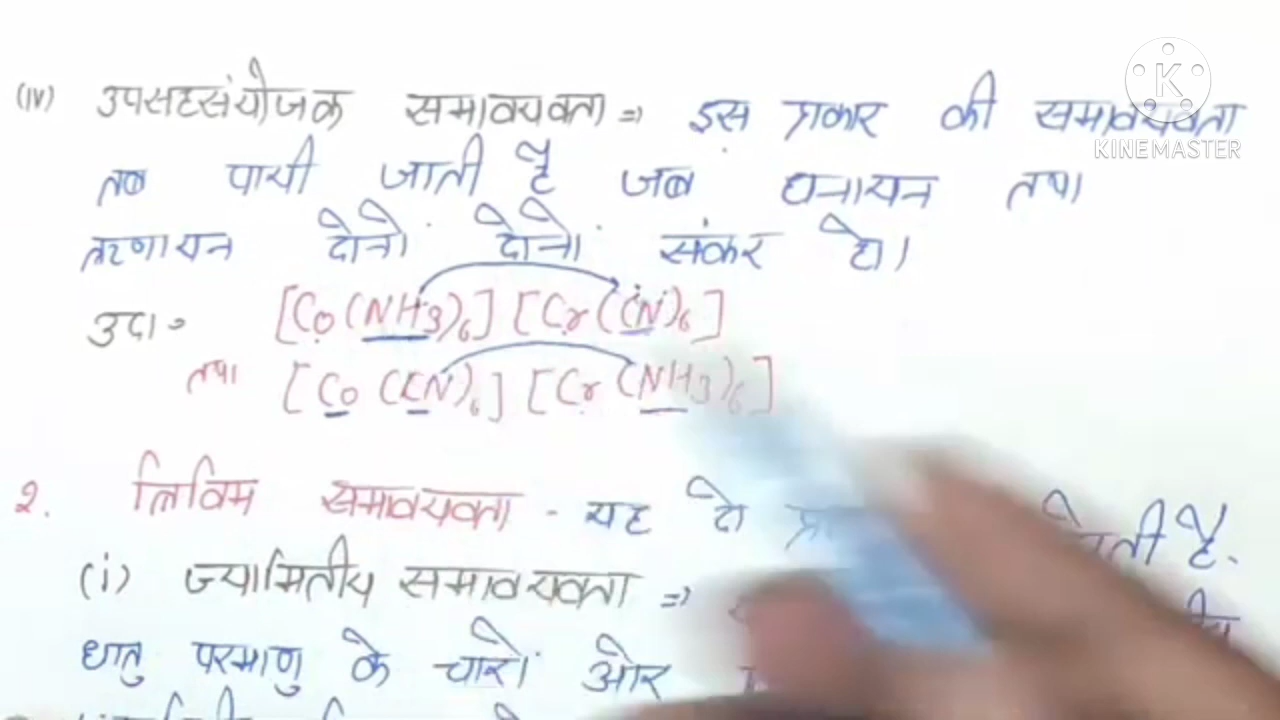 (iv) उपसहसंयोजक समावयवता ⇒ इस प्रकार की समावयवता
तब पायी जाती है जब धनायन तथा
ऋणायन दोनों दोनों संकर हो।
उदा० [Co(NH3)6] [Cr(CN)6]
तथा [Co(CN)6] [Cr(NH3)6]
2. त्रिविम समावयवता - यह दो है.
(i) ज्यामितीय समावयवता ⇒
धातु परमाणु के चारों ओर
K
KINEMASTER